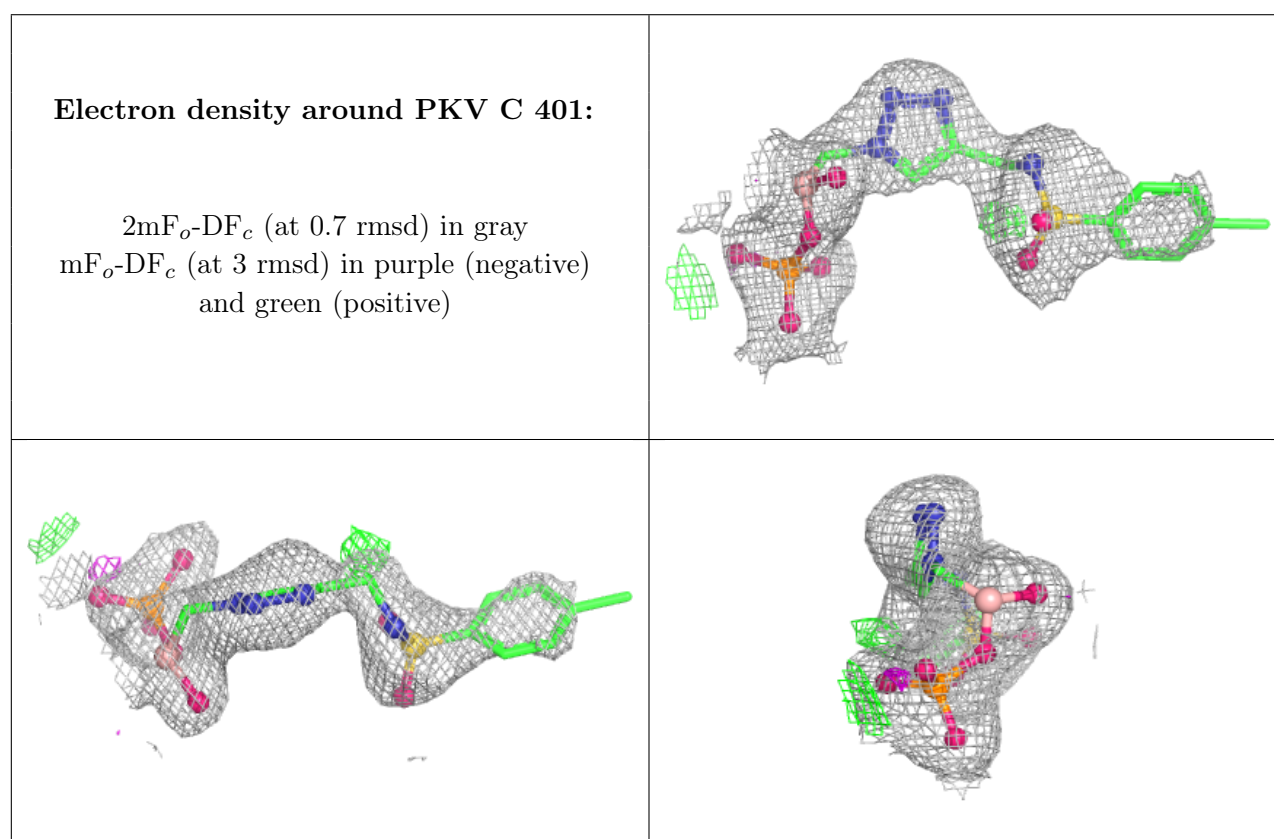 Electron density around PKV C 401:
2mFo-DFc (at 0.7 rmsd) in gray
mFo-DFc (at 3 rmsd) in purple (negative)
and green (positive)